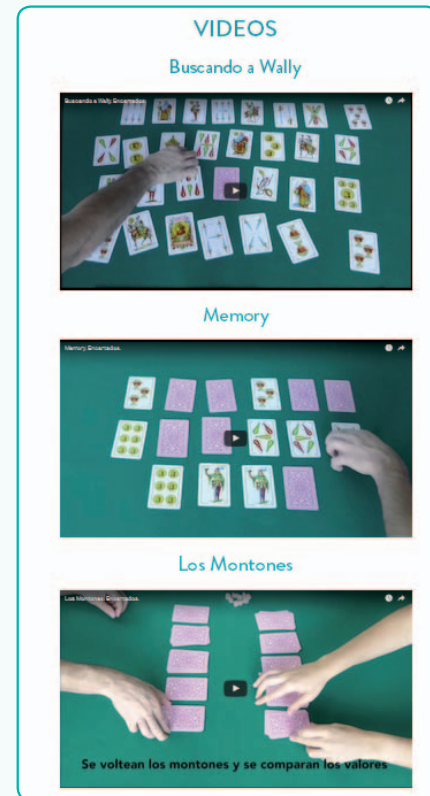 VIDEOS
Buscando a Wally
Buscando a Wally. Encartados.
Memory
Memory. Encartados.
Los Montones
Los Montones. Encartados.
Se voltean los montones y se comparan los valores